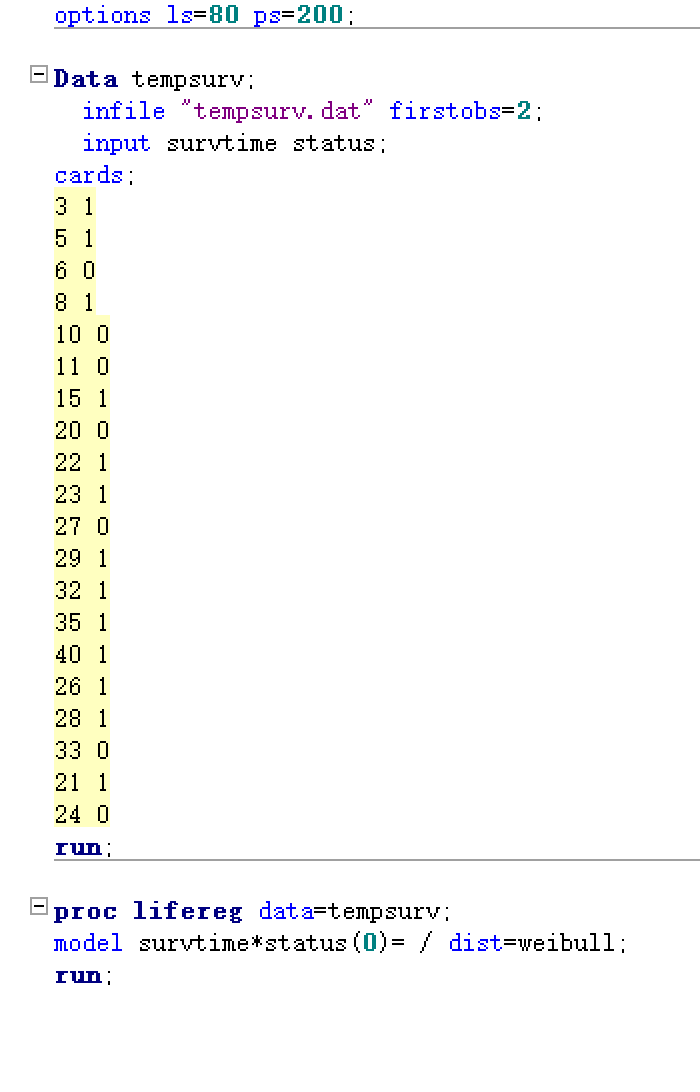 options ls=80 ps=200;
Data tempsurv;
infile "tempsurv.dat" firstobs=2;
input survtime status;
cards;
3 1
5 1
6 0
8 1
10 0
11 0
15 1
20 0
22 1
23 1
27 0
29 1
32 1
35 1
40 1
26 1
28 1
33 0
21 1
24 0
run;
proc lifereg data=tempsurv;
model survtime*status(0)= / dist=weibull;
run;